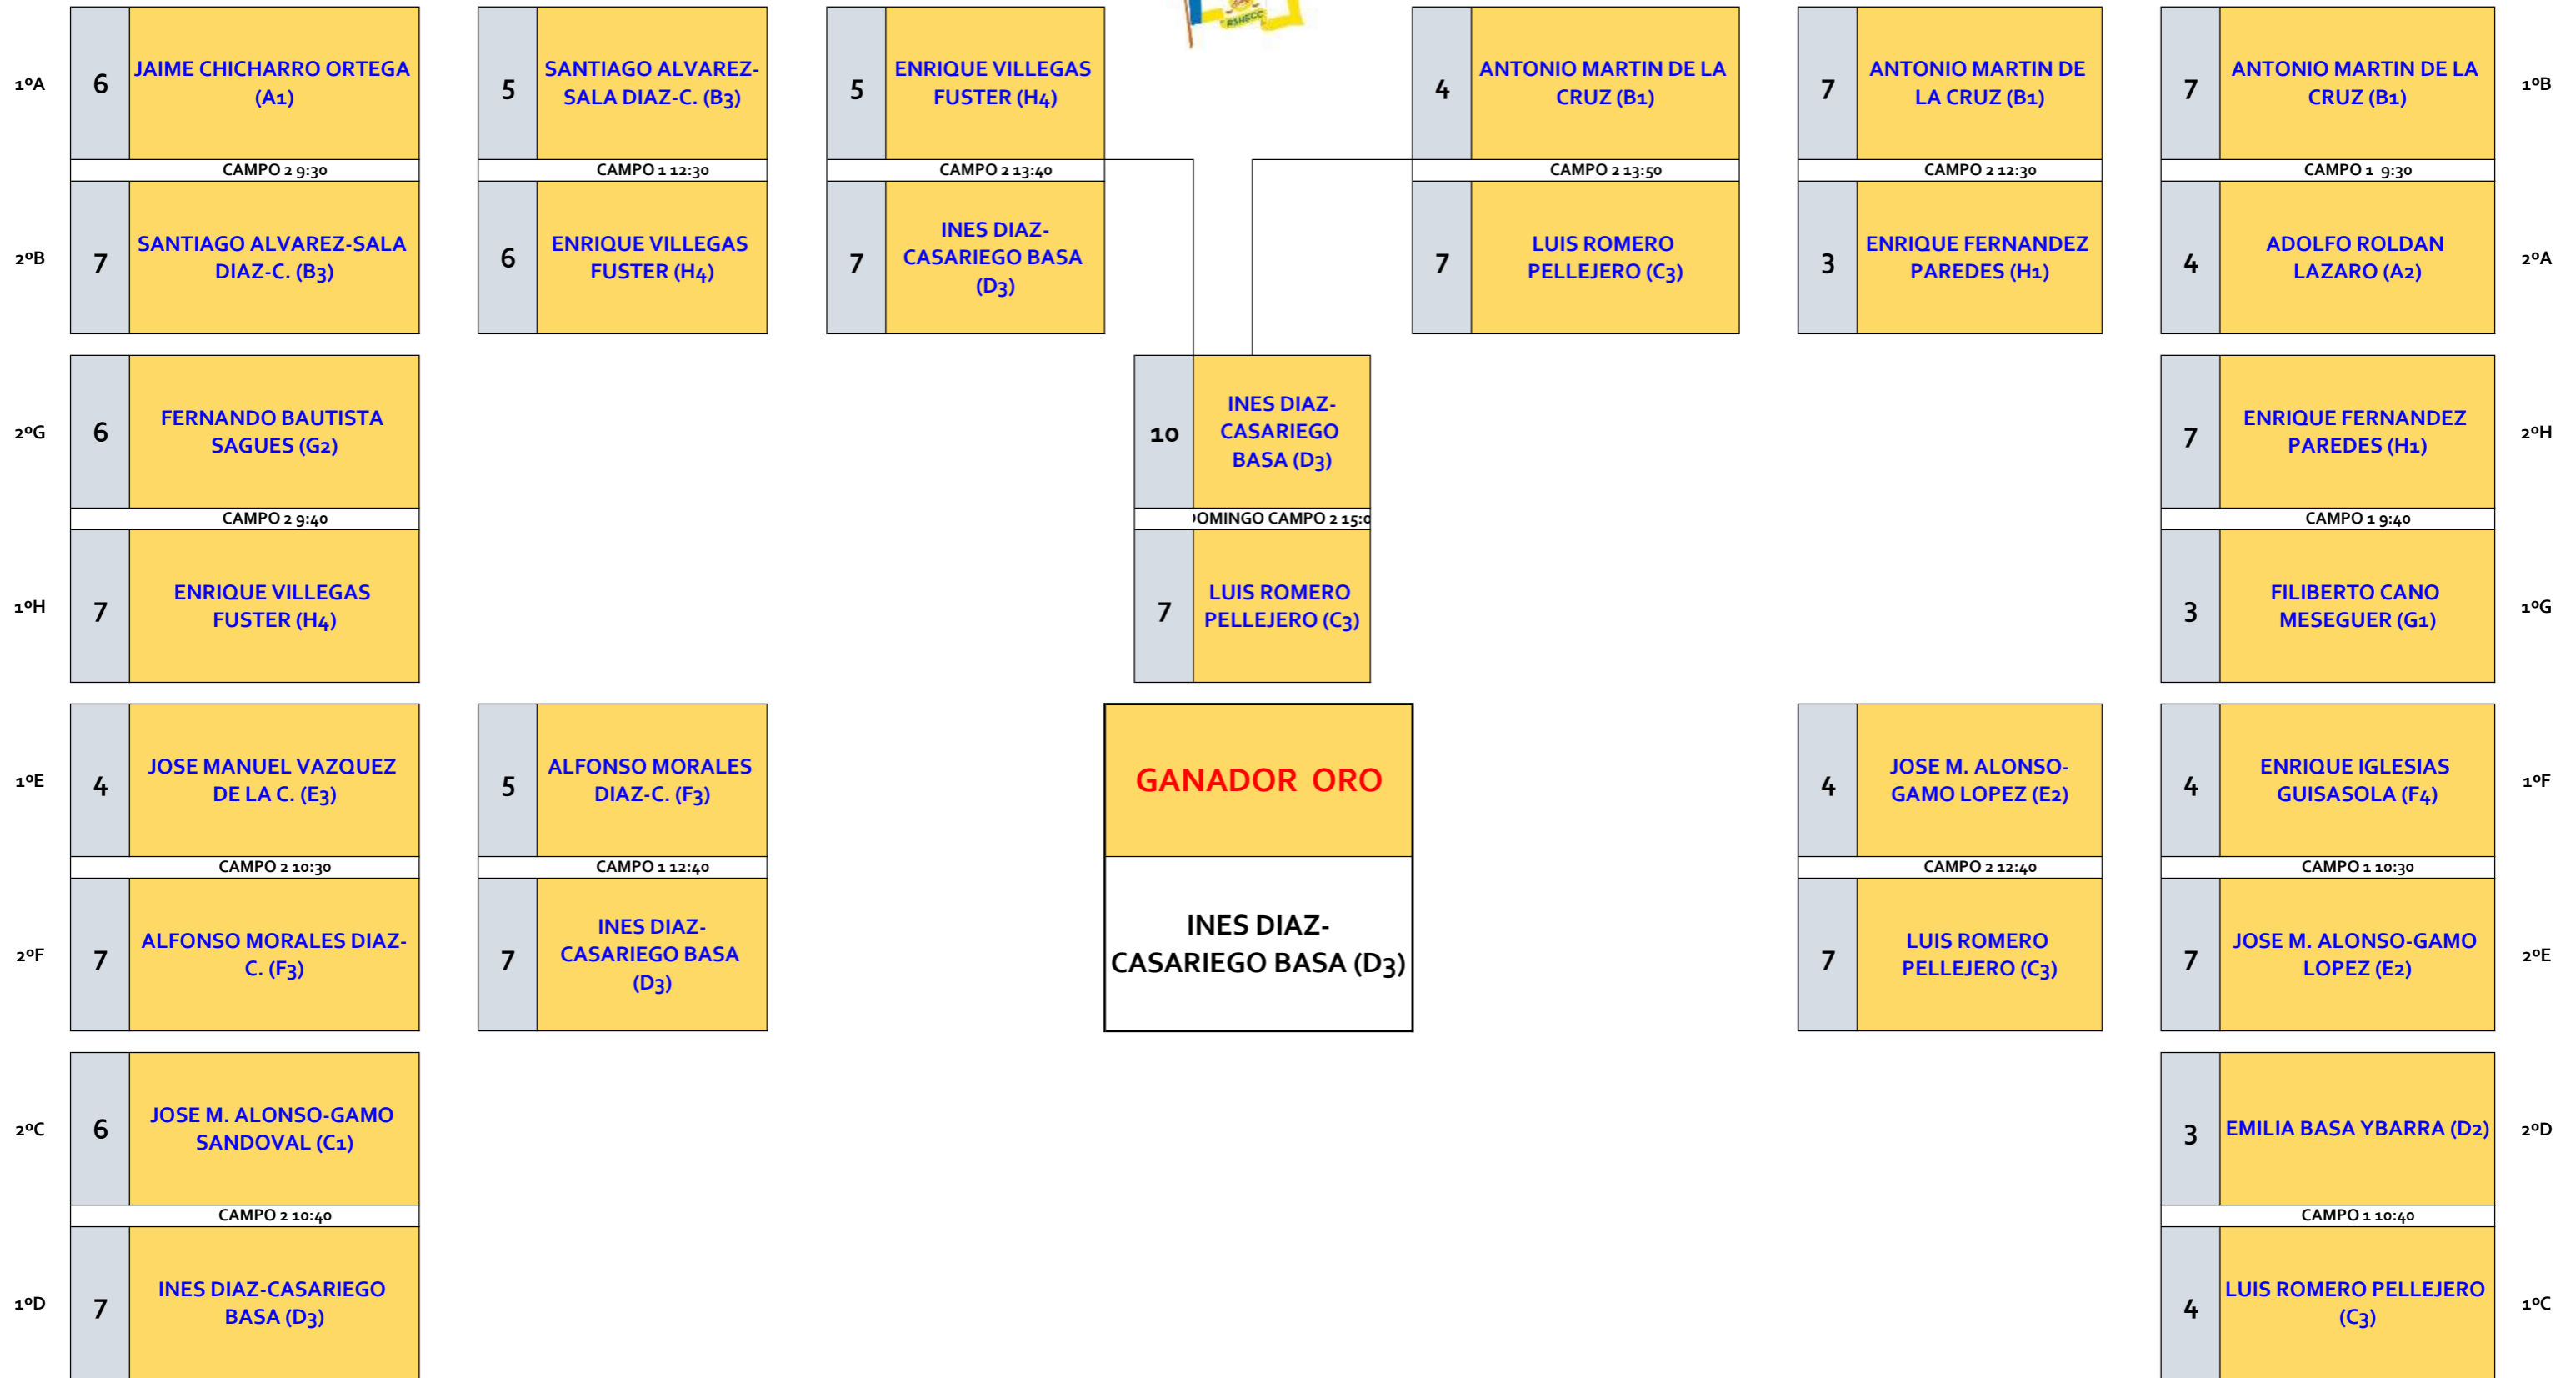 RSHECC
1ºA
6
JAIME CHICHARRO ORTEGA
(A1)
CAMPO 2 9:30
2ºB
7
SANTIAGO ALVAREZ-SALA
DIAZ-C. (B3)
2ºG
6
FERNANDO BAUTISTA
SAGUES (G2)
CAMPO 2 9:40
1ºH
7
ENRIQUE VILLEGAS
FUSTER (H4)
1ºE
4
JOSE MANUEL VAZQUEZ
DE LA C. (E3)
CAMPO 2 10:30
2ºF
7
ALFONSO MORALES DIAZ-
C. (F3)
2ºC
6
JOSE M. ALONSO-GAMO
SANDOVAL (C1)
CAMPO 2 10:40
1ºD
7
INES DIAZ-CASARIEGO
BASA (D3)
5
SANTIAGO ALVAREZ-
SALA DIAZ-C. (B3)
CAMPO 1 12:30
6
ENRIQUE VILLEGAS
FUSTER (H4)
5
ALFONSO MORALES
DIAZ-C. (F3)
CAMPO 1 12:40
7
INES DIAZ-
CASARIEGO BASA
(D3)
5
ENRIQUE VILLEGAS
FUSTER (H4)
CAMPO 2 13:40
7
INES DIAZ-
CASARIEGO BASA
(D3)
10
INES DIAZ-
CASARIEGO
BASA (D3)
OMINGO CAMPO 2 15:0
7
LUIS ROMERO
PELLEJERO (C3)
GANADOR ORO
INES DIAZ-
CASARIEGO BASA (D3)
4
ANTONIO MARTIN DE LA
CRUZ (B1)
CAMPO 2 13:50
7
LUIS ROMERO
PELLEJERO (C3)
7
ANTONIO MARTIN DE
LA CRUZ (B1)
CAMPO 2 12:30
3
ENRIQUE FERNANDEZ
PAREDES (H1)
4
JOSE M. ALONSO-
GAMO LOPEZ (E2)
CAMPO 2 12:40
7
LUIS ROMERO
PELLEJERO (C3)
7
ANTONIO MARTIN DE LA
CRUZ (B1)
1ºB
CAMPO 1 9:30
4
ADOLFO ROLDAN
LAZARO (A2)
2ºA
7
ENRIQUE FERNANDEZ
PAREDES (H1)
2ºH
CAMPO 1 9:40
3
FILIBERTO CANO
MESEGUER (G1)
1ºG
4
ENRIQUE IGLESIAS
GUISASOLA (F4)
1ºF
CAMPO 1 10:30
7
JOSE M. ALONSO-GAMO
LOPEZ (E2)
2ºE
3
EMILIA BASA YBARRA (D2)
2ºD
CAMPO 1 10:40
4
LUIS ROMERO PELLEJERO
(C3)
1ºC